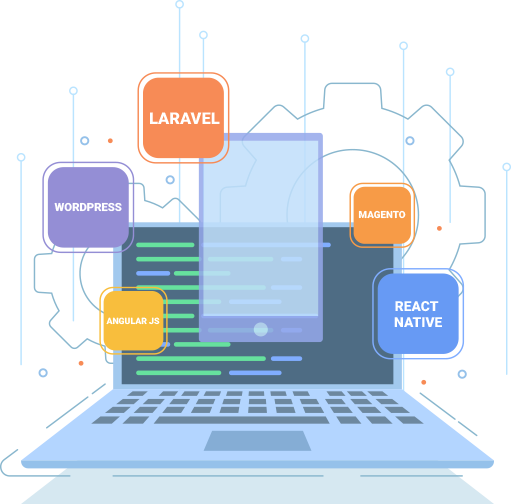 LARAVEL
WORDPRESS
MAGENTO
REACT
NATIVE
ANGULAR JS